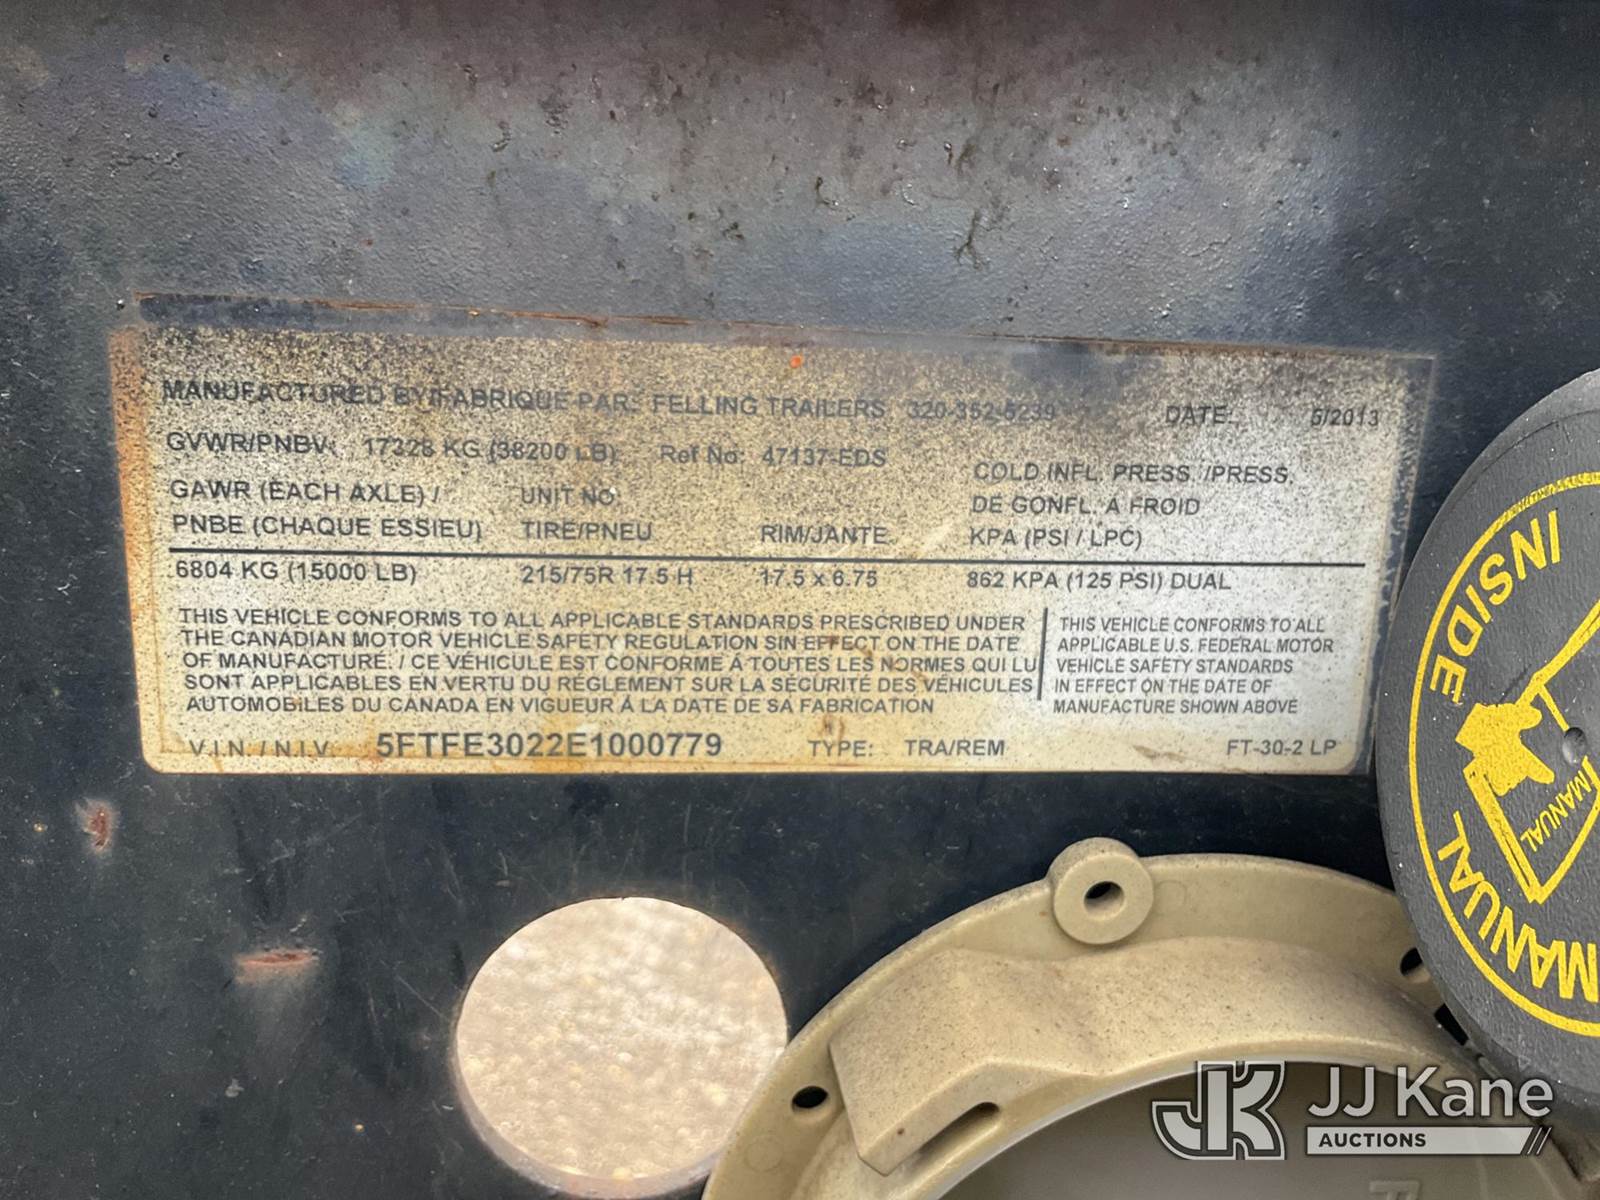 MANUFACTURED BY/FABRIQUE PAR: FELLING TRAILERS 320-352-5239 DATE: 5/2013
GVWR/PNBV: 17328 KG (38200 LB) Ref No: 47137-EDS
COLD INFL. PRESS. /PRESS.
GAWR (EACH AXLE) / UNIT NO:
DE GONFL. A FROID
PNBE (CHAQUE ESSIEU) TIRE/PNEU RIM/JANTE KPA (PSI / LPC)
6804 KG (15000 LB) 215/75R 17.5 H 17.5 x 6.75 862 KPA (125 PSI) DUAL
THIS VEHICLE CONFORMS TO ALL APPLICABLE STANDARDS PRESCRIBED UNDER
THE CANADIAN MOTOR VEHICLE SAFETY REGULATION SIN EFFECT ON THE DATE
OF MANUFACTURE. / CE VÉHICULE EST CONFORME Á TOUTES LES NORMES QUI LUI
SONT APPLICABLES EN VERTU DU RÉGLEMENT SUR LA SÉCURITÉ DES VÉHICULES
AUTOMOBILES DU CANADA EN VIGUEUR Á LA DATE DE SA FABRICATION
THIS VEHICLE CONFORMS TO ALL
APPLICABLE U.S. FEDERAL MOTOR
VEHICLE SAFETY STANDARDS
IN EFFECT ON THE DATE OF
MANUFACTURE SHOWN ABOVE
V.I.N. / N.I.V: 5FTFE3022E1000779 TYPE: TRA/REM FT-30-2 LP
INSIDE
MANUAL
MANUAL
JK JJ Kane
AUCTIONS